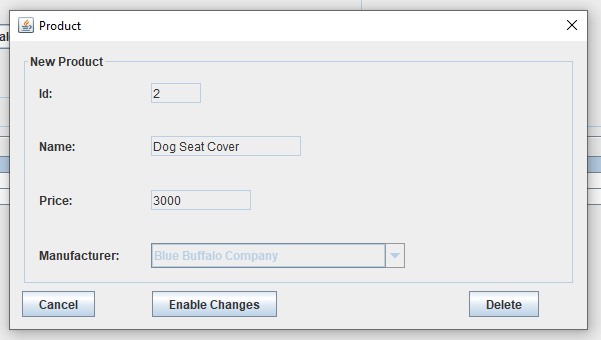 Product
New Product
Id: 2
Name: Dog Seat Cover
Price: 3000
Manufacturer: Blue Buffalo Company
Cancel Enable Changes Delete